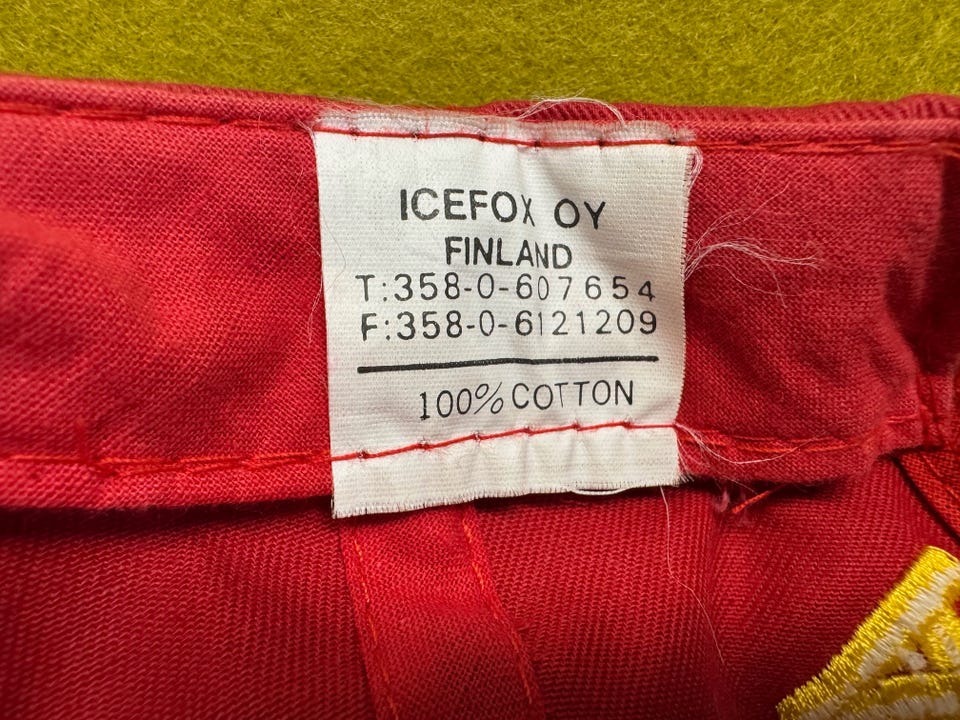 ICEFOX OY
FINLAND
T:358-0-607654
F:358-0-6121209
100% COTTON